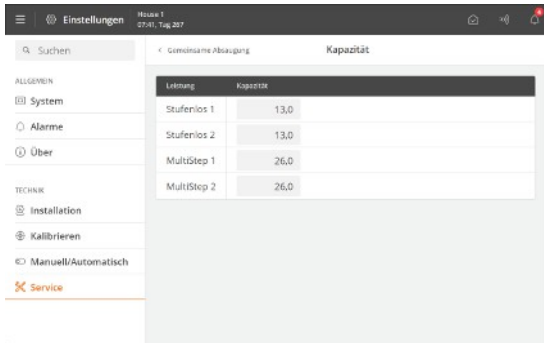 Einstellungen
House 1
07:41, Tag 267
Suchen
Gemeinsame Absaugung
Kapazität
ALLGEMEIN
System
Alarme
Über
TECHNIK
Installation
Kalibrieren
Manuell/Automatisch
Service
Leistung Kapazität
Stufenlos 1 13,0
Stufenlos 2 13,0
MultiStep 1 26,0
MultiStep 2 26,0